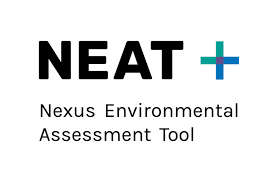 NEAT +
Nexus Environmental
Assessment Tool